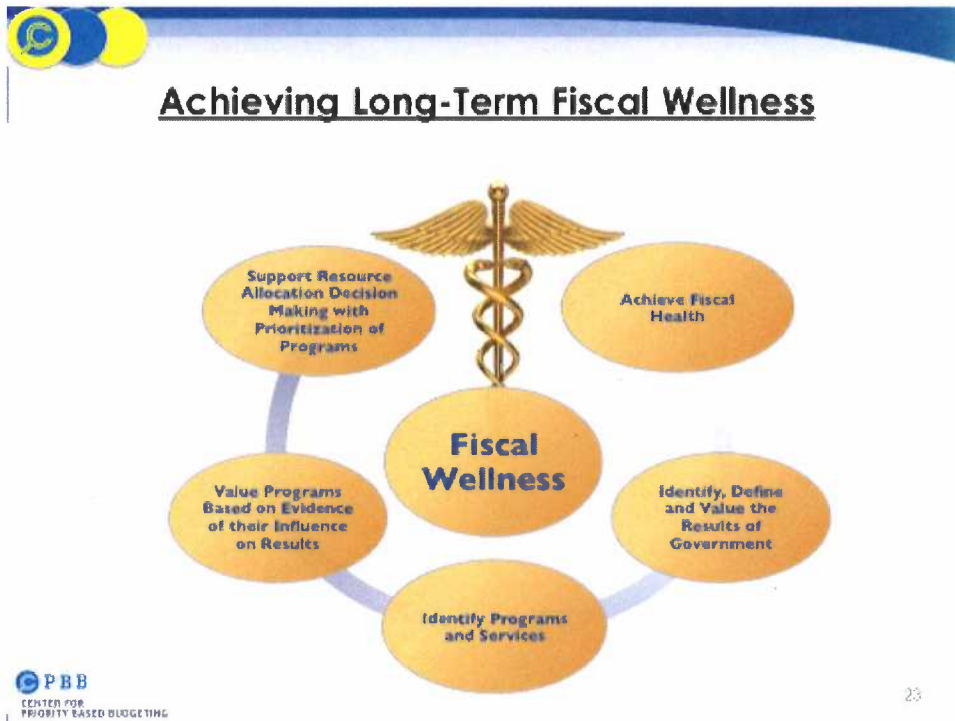 Achieving Long-Term Fiscal Wellness
Support Resource
Allocation Decision
Making with
Prioritization of
Programs
Achieve Fiscal
Health
Fiscal
Wellness
Value Programs
Based on Evidence
of their Influence
on Results
Identify, Define
and Value the
Results of
Government
Identify Programs
and Services
PBB
CENTER FOR
PRIORITY BASED BUDGETING
23